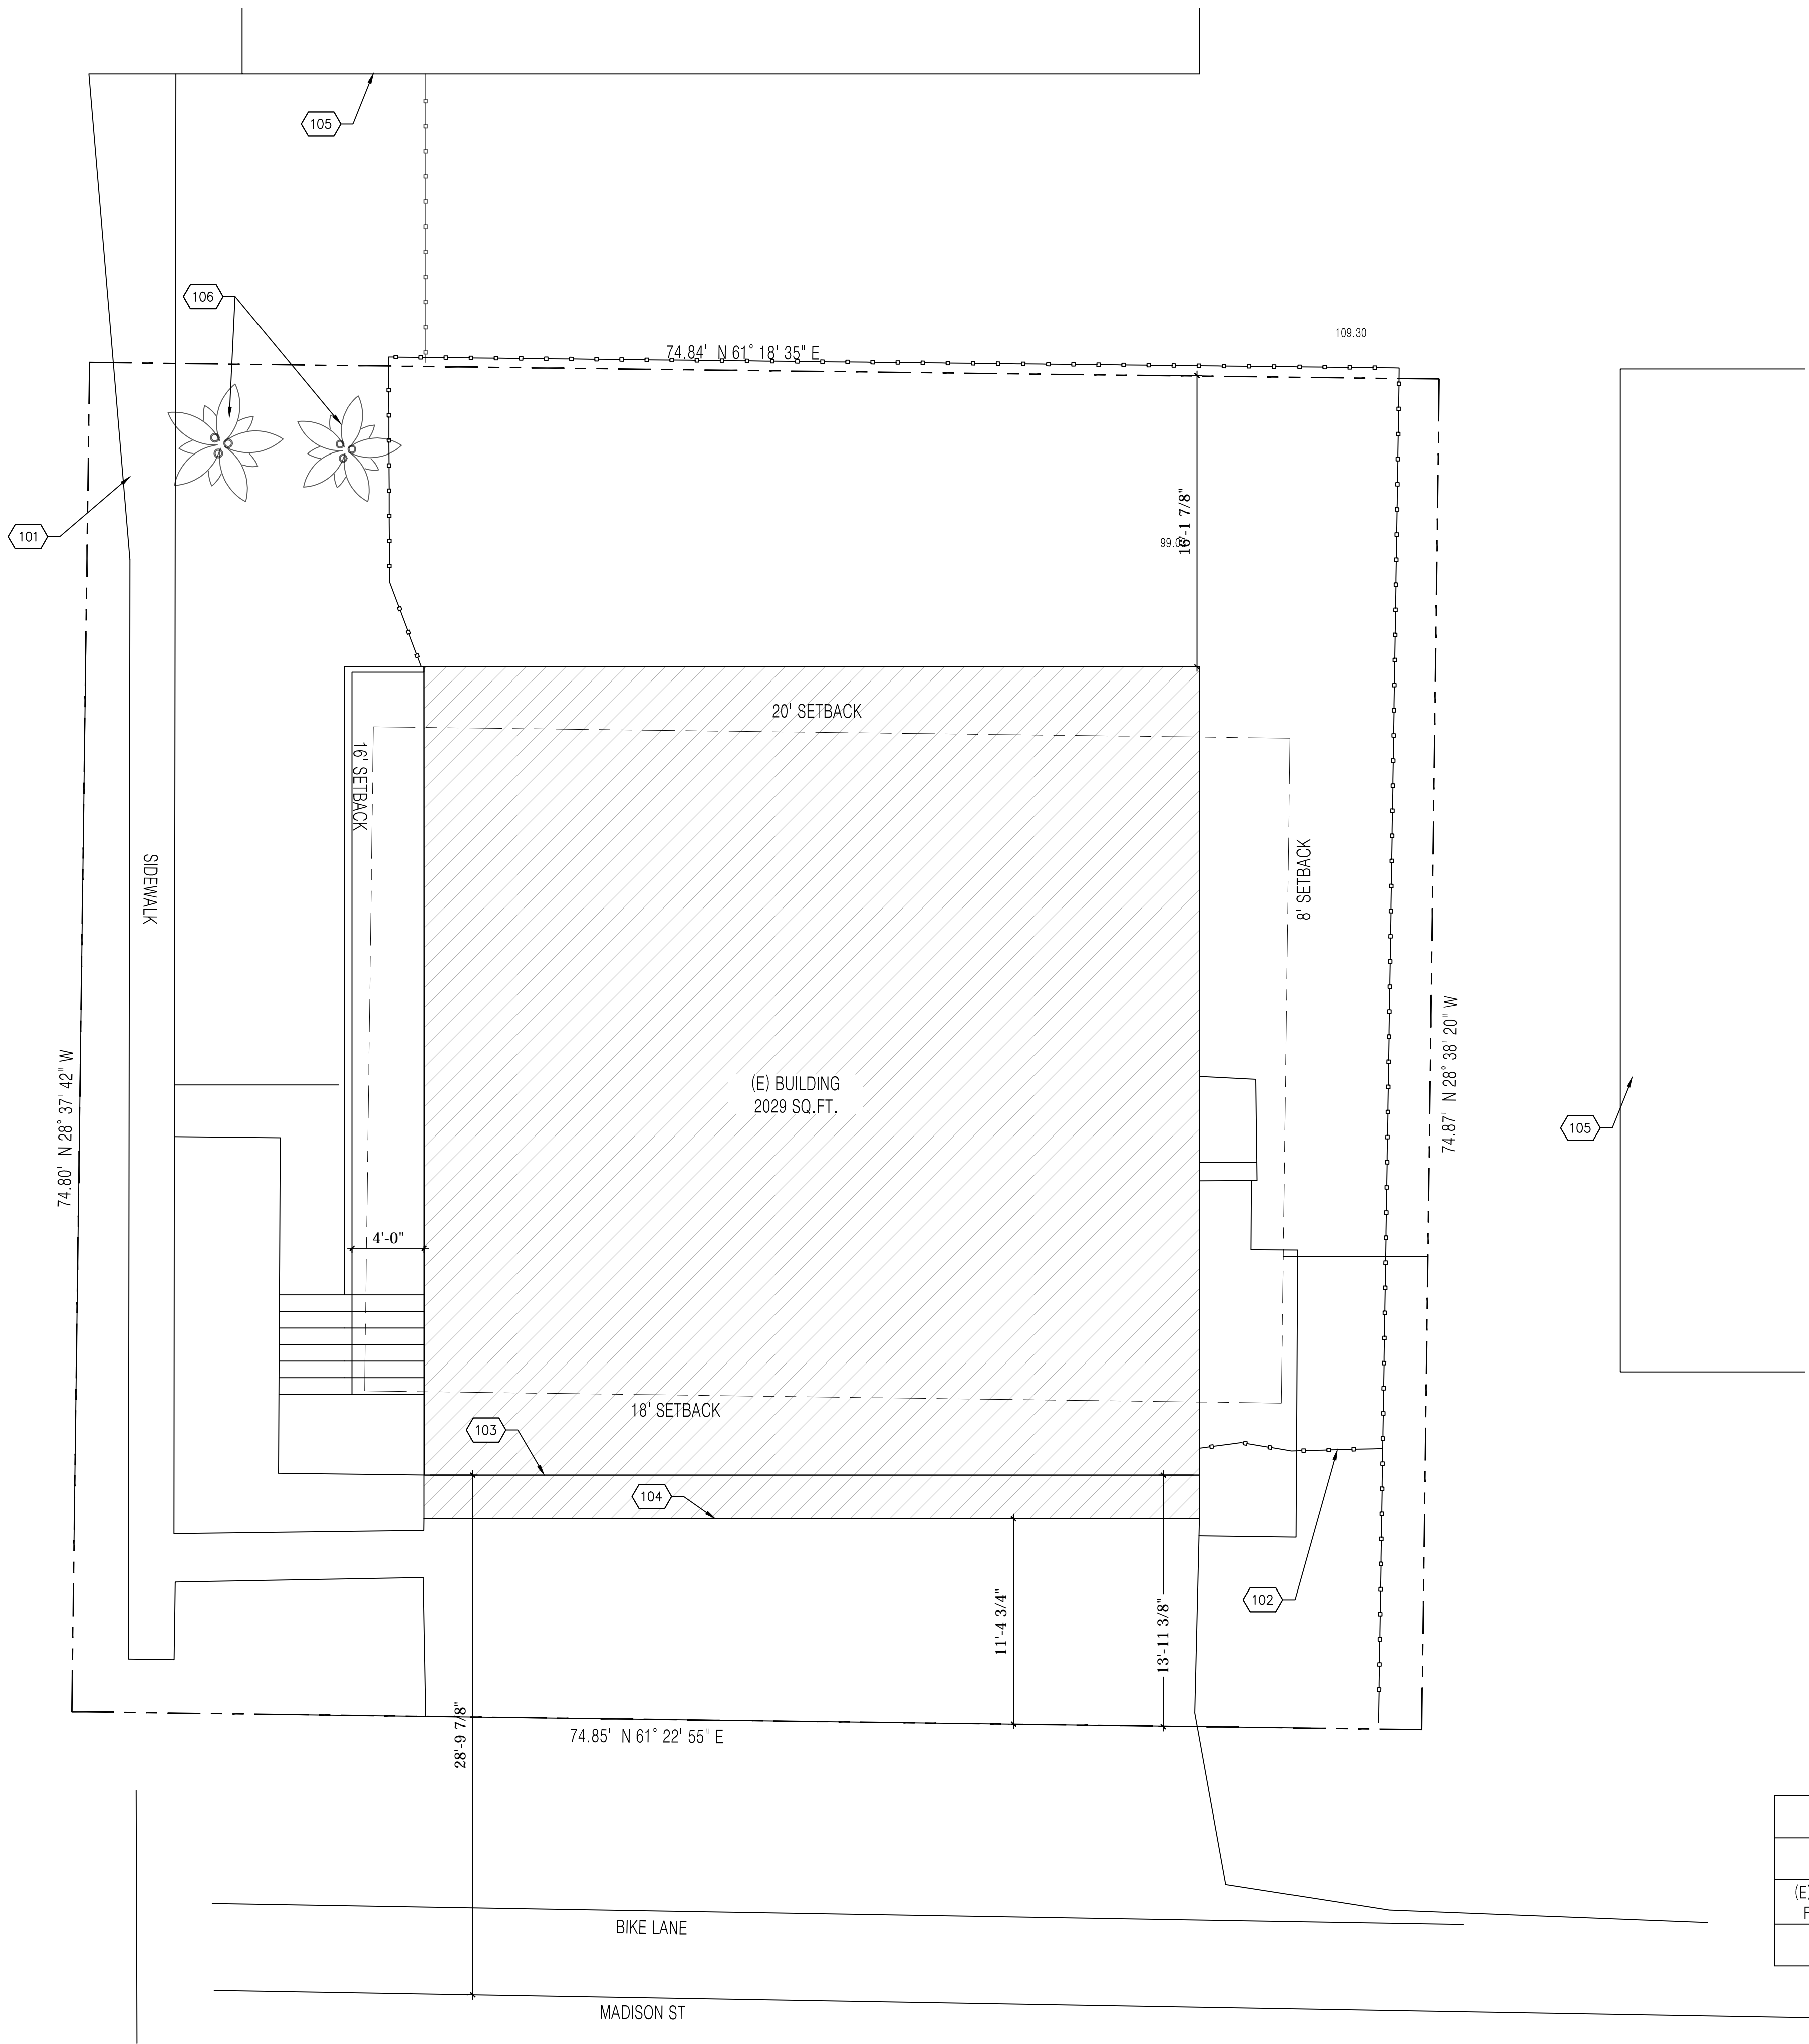 105
106
109.30
74.84' N 61° 18' 35" E
16'-1 7/8"
101
20' SETBACK
16' SETBACK
8' SETBACK
SIDEWALK
74.80' N 28° 37' 42" W
74.87' N 28° 38' 20" W
(E) BUILDING
2029 SQ.FT.
105
4'-0"
18' SETBACK
103
104
102
11'-4 3/4"
13'-11 3/8"
28'-9 7/8"
74.85' N 61° 22' 55" E
BIKE LANE
MADISON ST